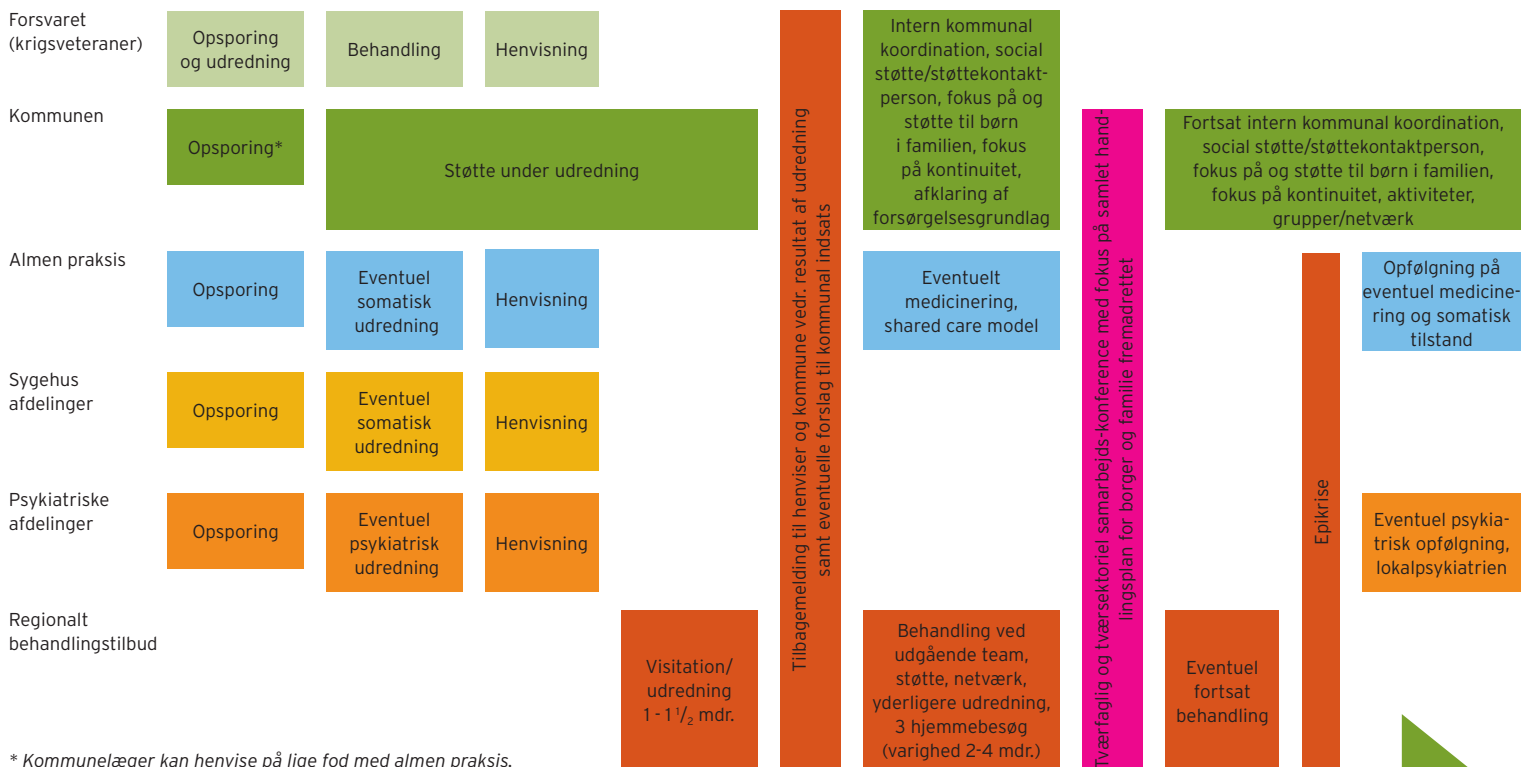 Forsvaret
(krigsveteraner)
Opsporing
og udredning
Behandling
Henvisning
Kommunen
Opsporing*
Støtte under udredning
Almen praksis
Opsporing
Eventuel
somatisk
udredning
Henvisning
Sygehus
afdelinger
Opsporing
Eventuel
somatisk
udredning
Henvisning
Psykiatriske
afdelinger
Opsporing
Eventuel
psykiatrisk
udredning
Henvisning
Regionalt
behandlingstilbud
Visitation/
udredning
1 - 1 1/2 mdr.
Tilbagemelding til henviser og kommune vedr. resultat af udredning
samt eventuelle forslag til kommunal indsats
Intern kommunal
koordination, social
støtte/støttekontakt-
person, fokus på og
støtte til børn
i familien, fokus
på kontinuitet,
afklaring af
forsørgelsesgrundlag
Eventuelt
medicinering,
shared care model
Behandling ved
udgående team,
støtte, netværk,
yderligere udredning,
3 hjemmebesøg
(varighed 2-4 mdr.)
Tværfaglig og tværsektoriel samarbejds-konference med fokus på samlet hand-
lingsplan for borger og familie fremadrettet
Fortsat intern kommunal koordination,
social støtte/støttekontaktperson,
fokus på og støtte til børn i familien,
fokus på kontinuitet, aktiviteter,
grupper/netværk
Eventuel
fortsat
behandling
Epikrise
Opfølgning på
eventuel medicine-
ring og somatisk
tilstand
Eventuel psykia-
trisk opfølgning,
lokalpsykiatrien
* Kommunelæger kan henvise på lige fod med almen praksis.